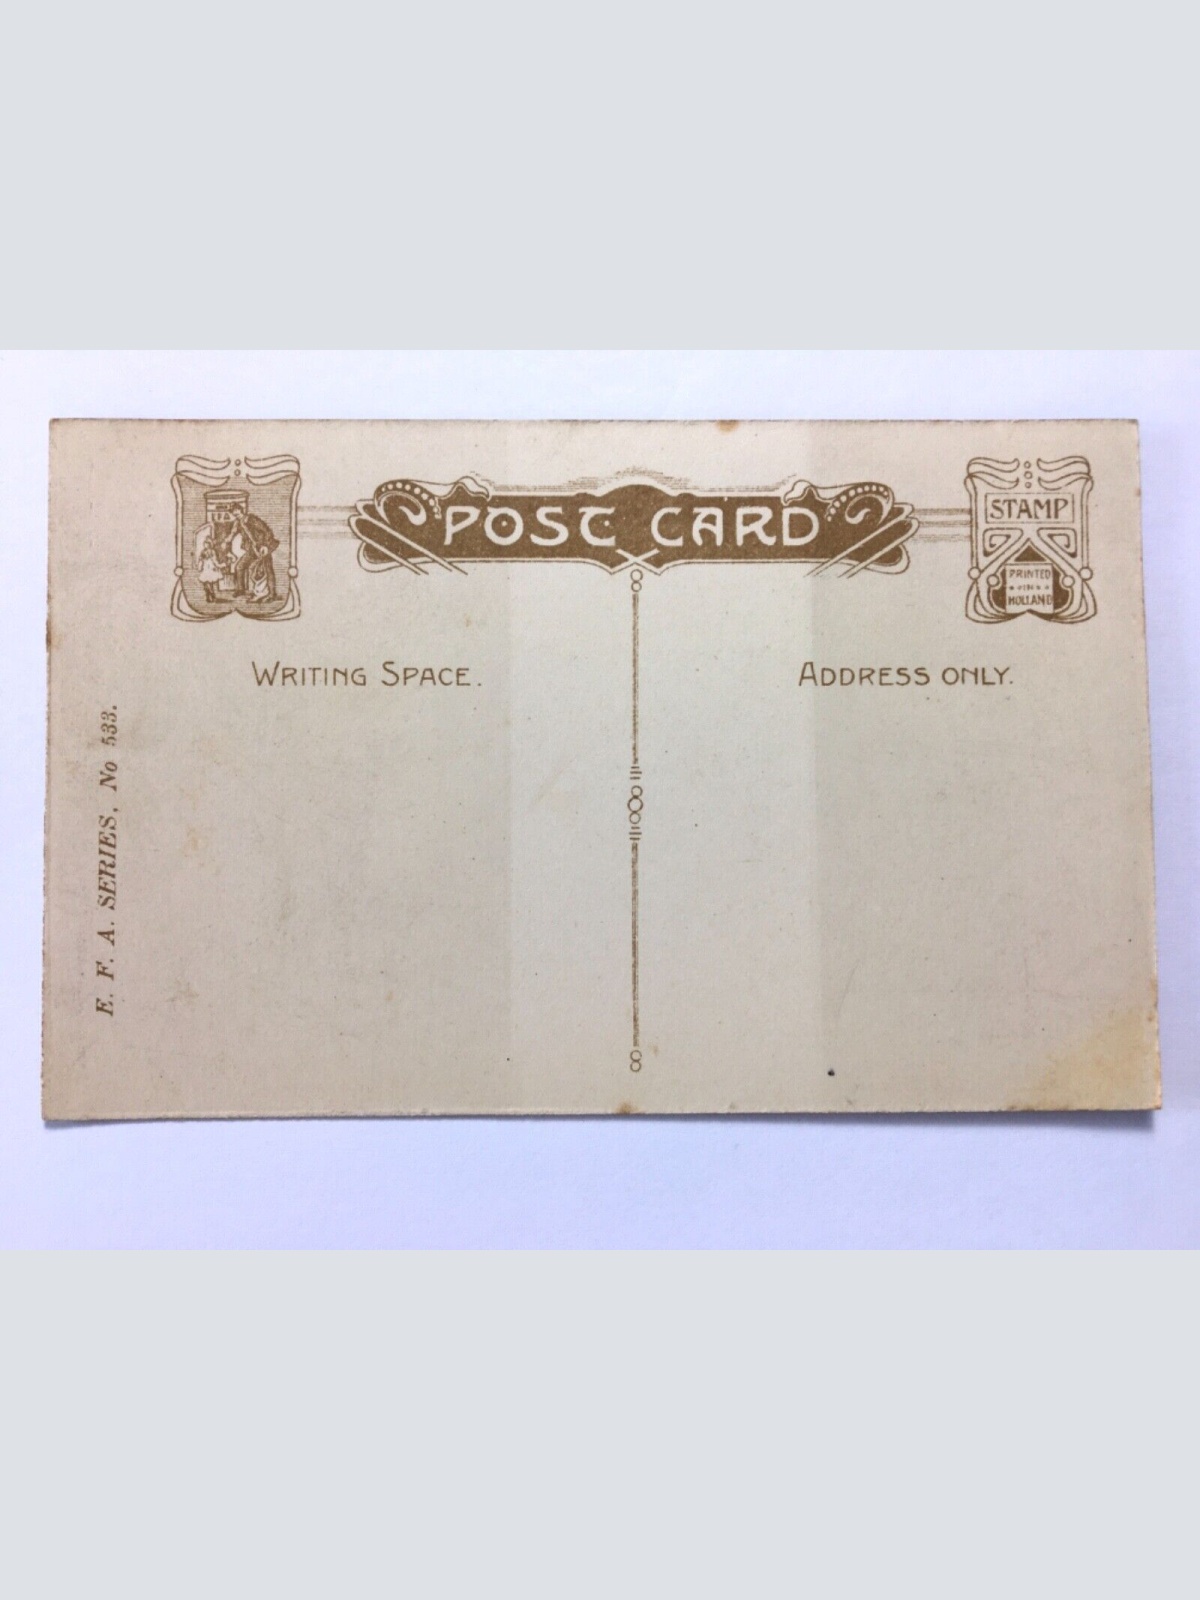 POST CARD
STAMP
PRINTED
IN
HOLLAND
WRITING SPACE.
ADDRESS ONLY.
E. F. A. SERIES. No 533.